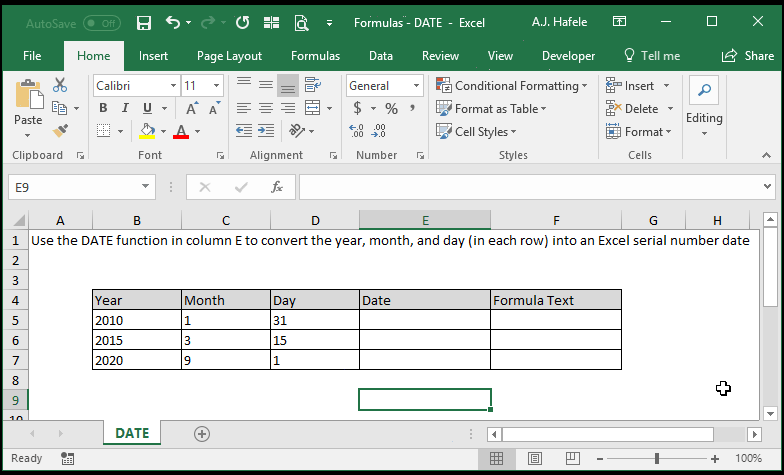 AutoSave Off Formulas - DATE - Excel A.J. Hafele
File Home Insert Page Layout Formulas Data Review View Developer Tell me Share
Calibri 11 General Conditional Formatting Insert
Paste B I U A A $ % , Format as Table Delete Editing
A .00 .00 Cell Styles Format
Clipboard Font Alignment Number Styles Cells
E9 fx
A B C D E F G H
1 Use the DATE function in column E to convert the year, month, and day (in each row) into an Excel serial number date
2
3
4 Year Month Day Date Formula Text
5 2010 1 31
6 2015 3 15
7 2020 9 1
8
9
10
DATE
Ready 100%